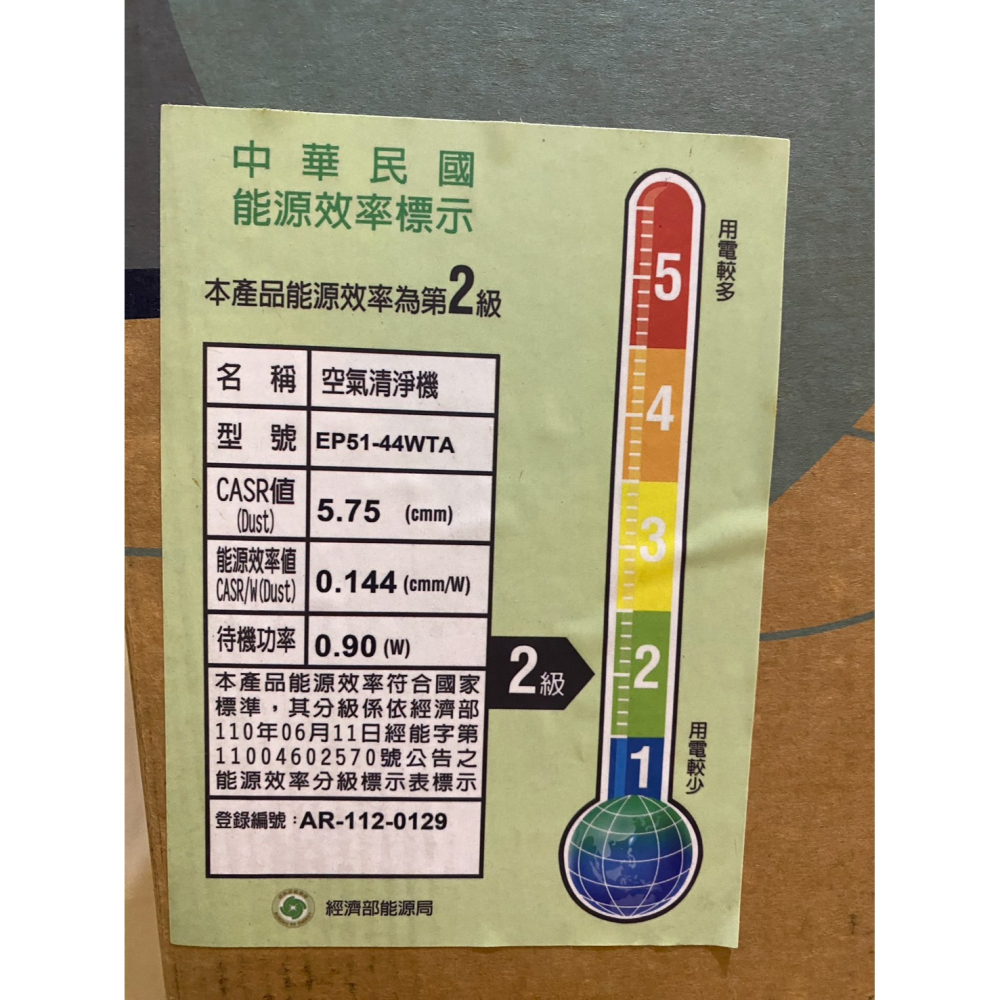 中華民國
能源效率標示
本產品能源效率為第2級
名稱 空氣清淨機
型號 EP51-44WTA
CASR值
(Dust) 5.75 (cmm)
能源效率值
CASR/W(Dust) 0.144 (cmm/W)
待機功率 0.90 (W)
本產品能源效率符合國家
標準，其分級係依經濟部
110年06月11日經能字第
11004602570號公告之
能源效率分級標示表標示
登錄編號：AR-112-0129
經濟部能源局
用電較多
5
4
3
2
1
2級
用電較少